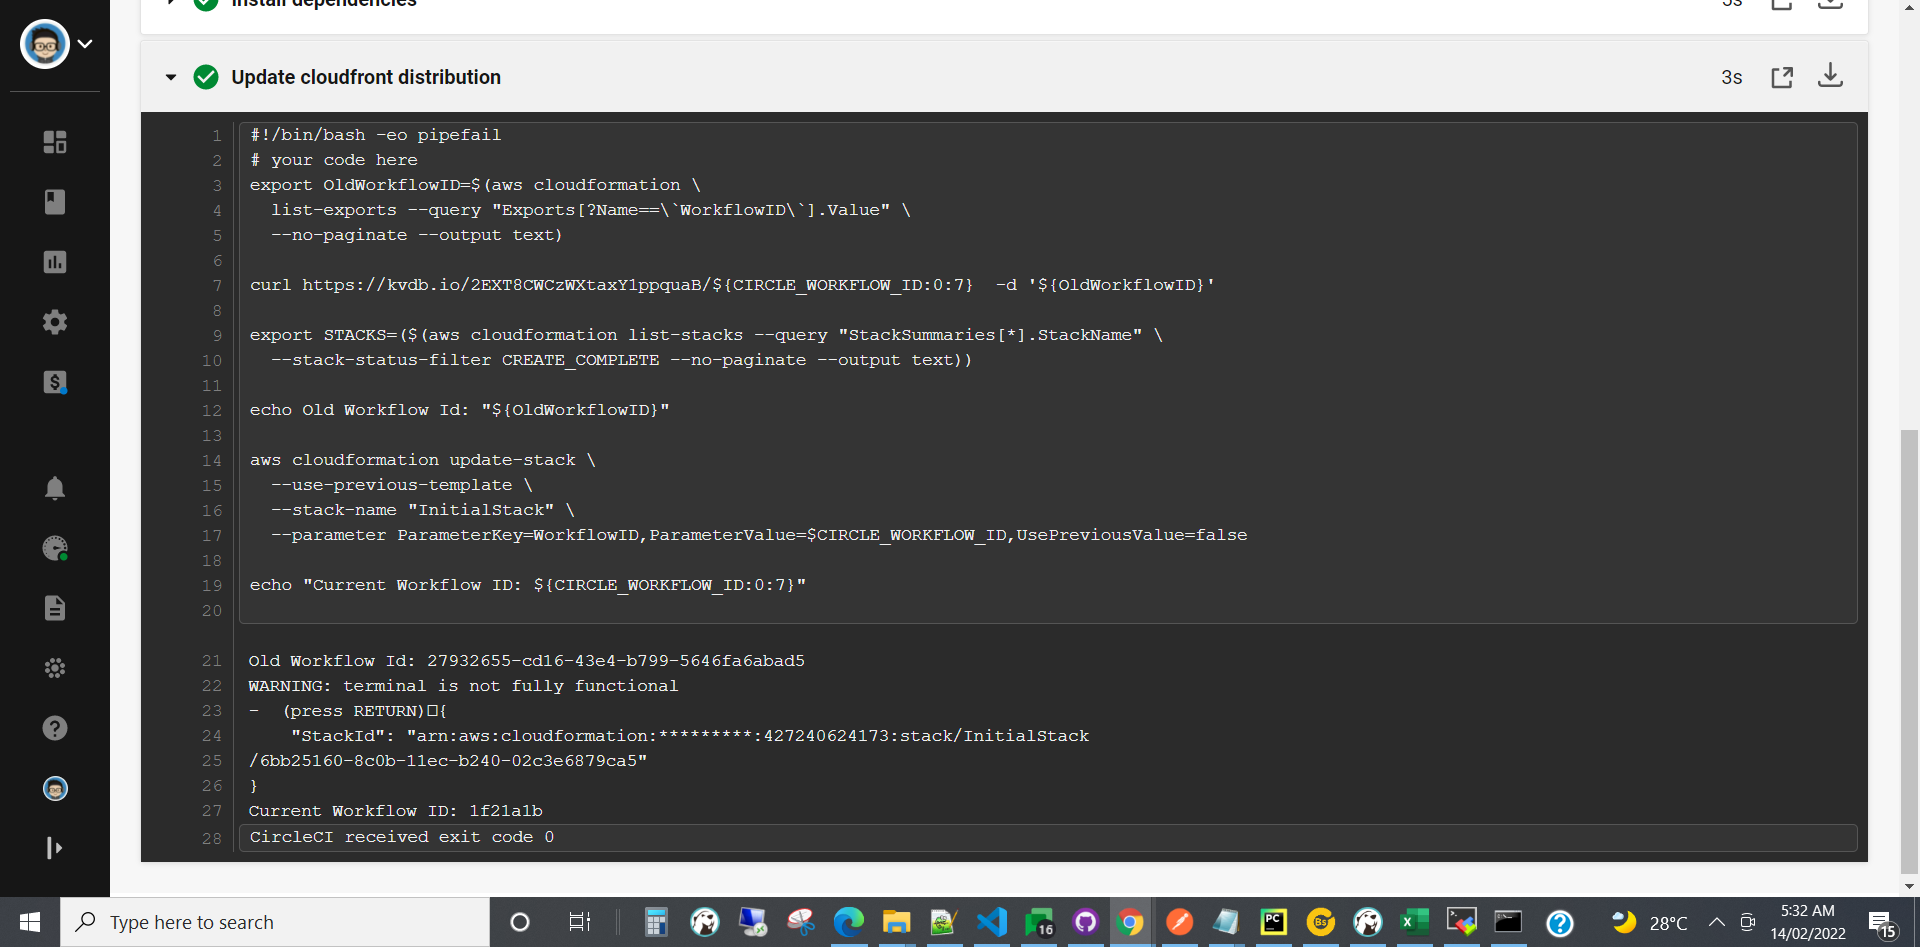 Install dependencies
5s
Update cloudfront distribution
3s
1 #!/bin/bash -eo pipefail
2 # your code here
3 export OldWorkflowID=$(aws cloudformation \
4 list-exports --query "Exports[?Name==\`WorkflowID\`].Value" \
5 --no-paginate --output text)
6
7 curl https://kvdb.io/2EXT8CWCzWXtaxY1ppquaB/${CIRCLE_WORKFLOW_ID:0:7}  -d '${OldWorkflowID}'
8
9 export STACKS=($(aws cloudformation list-stacks --query "StackSummaries[*].StackName" \
10 --stack-status-filter CREATE_COMPLETE --no-paginate --output text))
11
12 echo Old Workflow Id: "${OldWorkflowID}"
13
14 aws cloudformation update-stack \
15 --use-previous-template \
16 --stack-name "InitialStack" \
17 --parameter ParameterKey=WorkflowID,ParameterValue=$CIRCLE_WORKFLOW_ID,UsePreviousValue=false
18
19 echo "Current Workflow ID: ${CIRCLE_WORKFLOW_ID:0:7}"
20
21 Old Workflow Id: 27932655-cd16-43e4-b799-5646fa6abad5
22 WARNING: terminal is not fully functional
23 -  (press RETURN)□{
24 "StackId": "arn:aws:cloudformation:*********:427240624173:stack/InitialStack
25 /6bb25160-8c0b-11ec-b240-02c3e6879ca5"
26 }
27 Current Workflow ID: 1f21a1b
28 CircleCI received exit code 0
Type here to search
16
PC
Bs
28°C
5:32 AM
14/02/2022
15